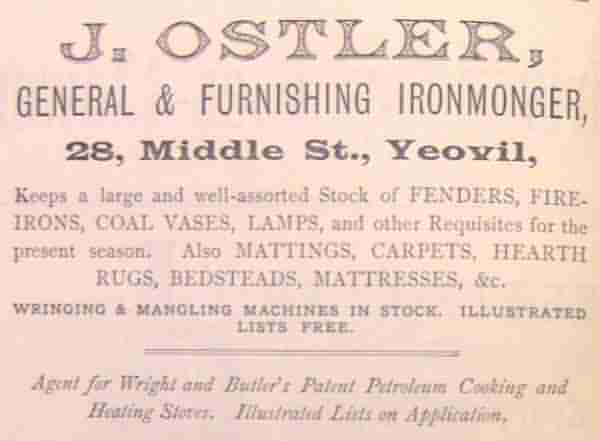 J. OSTLER,
GENERAL & FURNISHING IRONMONGER,
28, Middle St., Yeovil,
Keeps a large and well-assorted Stock of FENDERS, FIRE-
IRONS, COAL VASES, LAMPS, and other Requisites for the
present season. Also MATTINGS, CARPETS, HEARTH
RUGS, BEDSTEADS, MATTRESSES, &c.
WRINGING & MANGLING MACHINES IN STOCK. ILLUSTRATED
LISTS FREE.
Agent for Wright and Butler's Patent Petroleum Cooking and
Heating Stoves. Illustrated Lists on Application.